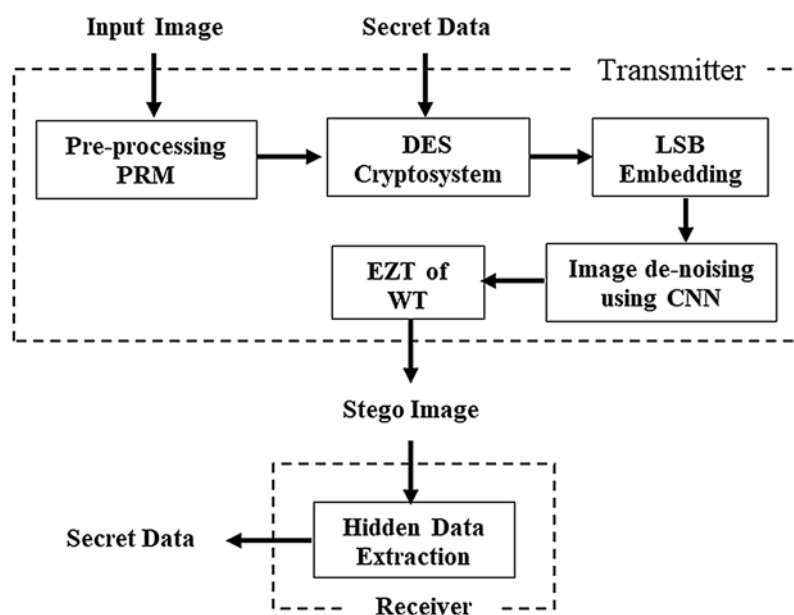 Input Image
Secret Data
Transmitter
Pre-processing
PRM
DES
Cryptosystem
LSB
Embedding
EZT of
WT
Image de-noising
using CNN
Stego Image
Hidden Data
Extraction
Secret Data
Receiver